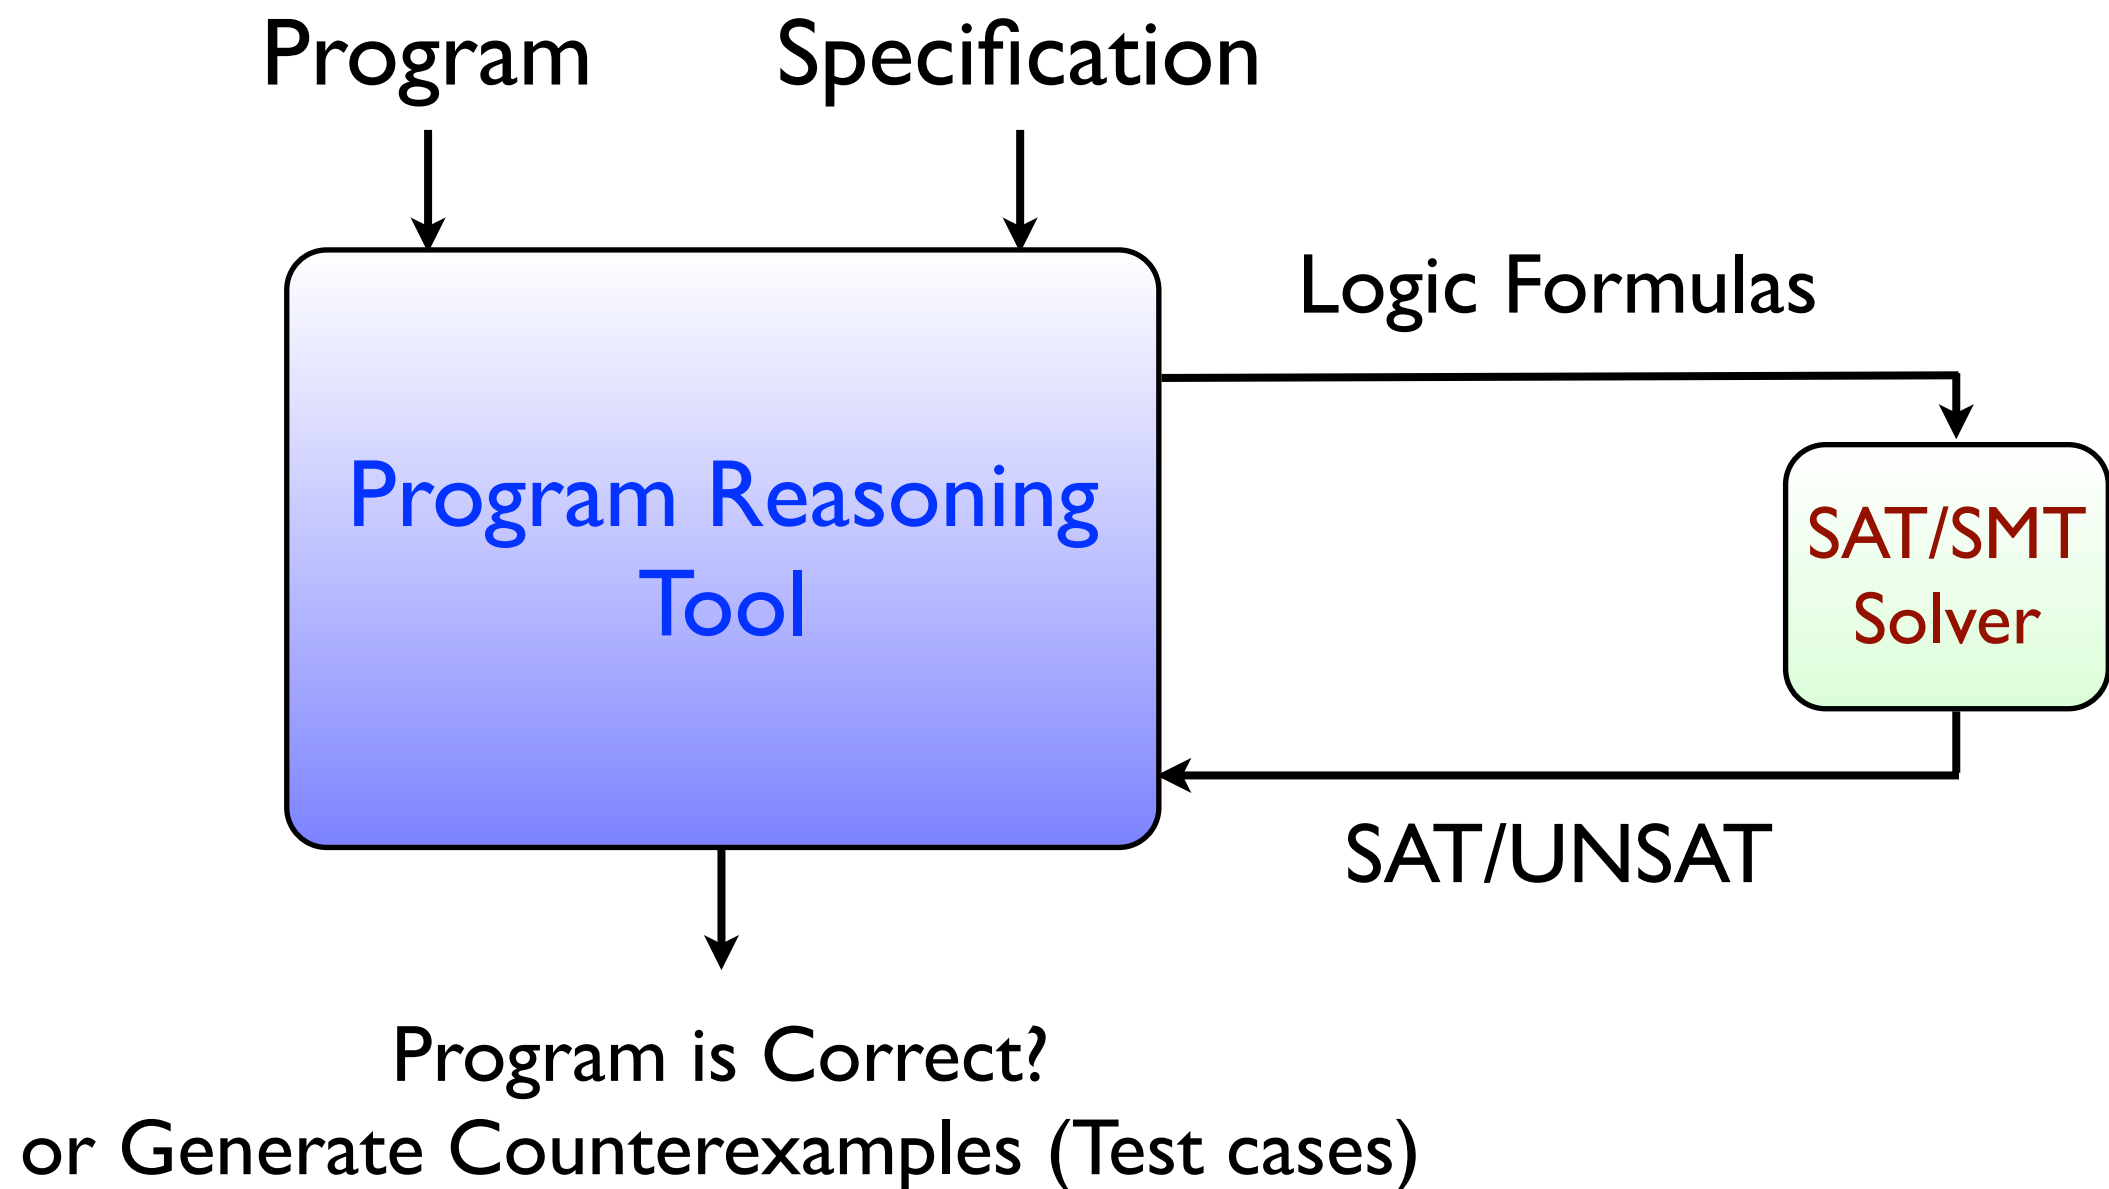 Program
Specification
Logic Formulas
Program Reasoning
Tool
SAT/SMT
Solver
SAT/UNSAT
Program is Correct?
or Generate Counterexamples (Test cases)